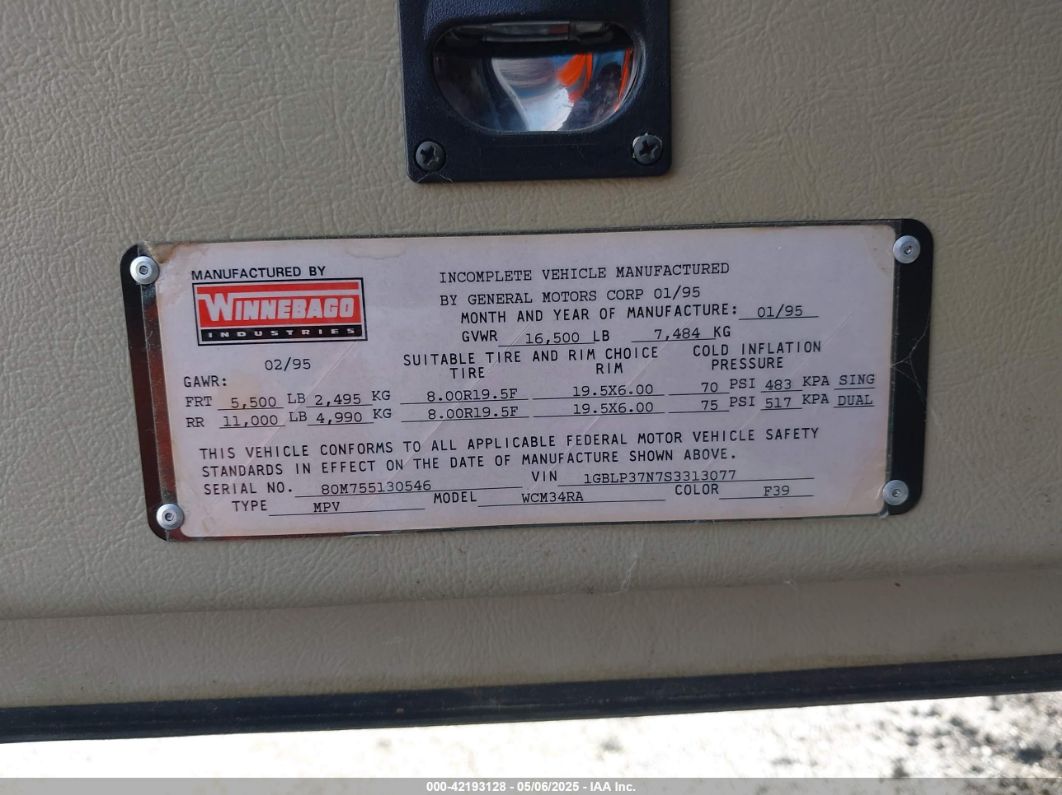 MANUFACTURED BY
WINNEBAGO
INDUSTRIES
INCOMPLETE VEHICLE MANUFACTURED
BY GENERAL MOTORS CORP 01/95
MONTH AND YEAR OF MANUFACTURE: 01/95
GVWR 16,500 LB 7,484 KG
02/95
SUITABLE TIRE AND RIM CHOICE
TIRE RIM
COLD INFLATION
PRESSURE
GAWR:
FRT 5,500 LB 2,495 KG 8.00R19.5F 19.5X6.00 70 PSI 483 KPA SING
RR 11,000 LB 4,990 KG 8.00R19.5F 19.5X6.00 75 PSI 517 KPA DUAL
THIS VEHICLE CONFORMS TO ALL APPLICABLE FEDERAL MOTOR VEHICLE SAFETY
STANDARDS IN EFFECT ON THE DATE OF MANUFACTURE SHOWN ABOVE.
SERIAL NO. 80M755130546 VIN 1GBLP37N7S3313077
TYPE MPV MODEL WCM34RA COLOR F39
000-42193128 - 05/06/2025 - IAA Inc.